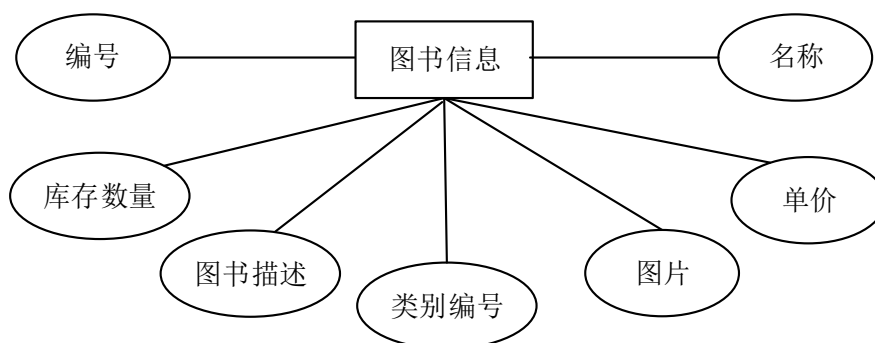 编号
图书信息
名称
库存数量
单价
图书描述
图片
类别编号